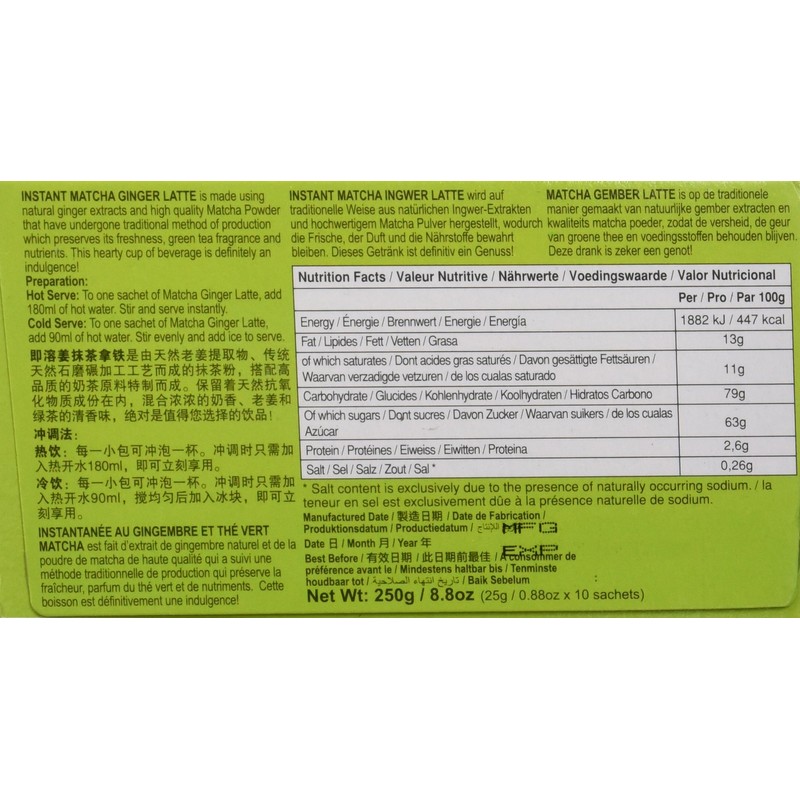 INSTANT MATCHA GINGER LATTE is made using
natural ginger extracts and high quality Matcha Powder
that have undergone traditional method of production
which preserves its freshness, green tea fragrance and
nutrients. This hearty cup of beverage is definitely an
indulgence!
Preparation:
Hot Serve: To one sachet of Matcha Ginger Latte, add
180ml of hot water. Stir and serve instantly.
Cold Serve: To one sachet of Matcha Ginger Latte,
add 90ml of hot water. Stir evenly and add ice to serve.
即溶姜抹茶拿铁是由天然老姜提取物、传统
天然石磨碾加工工艺而成的抹茶粉，搭配高
品质的奶茶原料特制而成。保留着天然抗氧
化物质成份在内，混合浓浓的奶香、老姜和
绿茶的清香味，绝对是值得您选择的饮品!
冲调法:
热饮: 每一小包可冲泡一杯。冲调时只需加
入热开水180ml，即可立刻享用。
冷饮: 每一小包可冲泡一杯。冲调时只需加
入热开水90ml，搅均匀后加入冰块，即可立
刻享用。
INSTANTANÉE AU GINGEMBRE ET THÉ VERT
MATCHA est fait d'extrait de gingembre naturel et de la
poudre de matcha de haute qualité qui a suivi une
méthode traditionnelle de production qui préserve la
fraîcheur, parfum du thé vert et de nutriments. Cette
boisson est définitivement une indulgence!
INSTANT MATCHA INGWER LATTE wird auf
traditionelle Weise aus natürlichen Ingwer-Extrakten
und hochwertigem Matcha Pulver hergestellt, wodurch
die Frische, der Duft und die Nährstoffe bewahrt
bleiben. Dieses Getränk ist definitiv ein Genuss!
MATCHA GEMBER LATTE is op de traditionele
manier gemaakt van natuurlijke gember extracten en
kwaliteits matcha poeder, zodat de versheid, de geur
van groene thee en voedingsstoffen behouden blijven.
Deze drank is zeker een genot!
Nutrition Facts / Valeur Nutritive / Nährwerte / Voedingswaarde / Valor Nutricional
Per / Pro / Par 100g
Energy / Énergie / Brennwert / Energie / Energía 1882 kJ / 447 kcal
Fat / Lipides / Fett / Vetten / Grasa 13g
of which saturates / Dont acides gras saturés / Davon gesättigte Fettsäuren /
Waarvan verzadigde vetzuren / de los cualas saturado 11g
Carbohydrate / Glucides / Kohlenhydrate / Koolhydraten / Hidratos Carbono 79g
Of which sugars / Dont sucres / Davon Zucker / Waarvan suikers / de los cualas
Azúcar 63g
Protein / Protéines / Eiweiss / Eiwitten / Proteina 2,6g
Salt / Sel / Salz / Zout / Sal * 0,26g
* Salt content is exclusively due to the presence of naturally occurring sodium. / la
teneur en sel est exclusivement dûe à la présence naturelle de sodium.
Manufactured Date / 製造日期 / Date de Fabrication /
Produktionsdatum / Productiedatum / تاريخ الإنتاج MFG
Date 日 / Month 月 / Year 年
EXP
Best Before / 有效日期 / 此日期前最佳 / A consommer de
préférence avant le / Mindestens haltbar bis / Tenminste
houdbaar tot / تاريخ انتهاء الصلاحية / Baik Sebelum :
Net Wt: 250g / 8.8oz (25g / 0.88oz x 10 sachets)